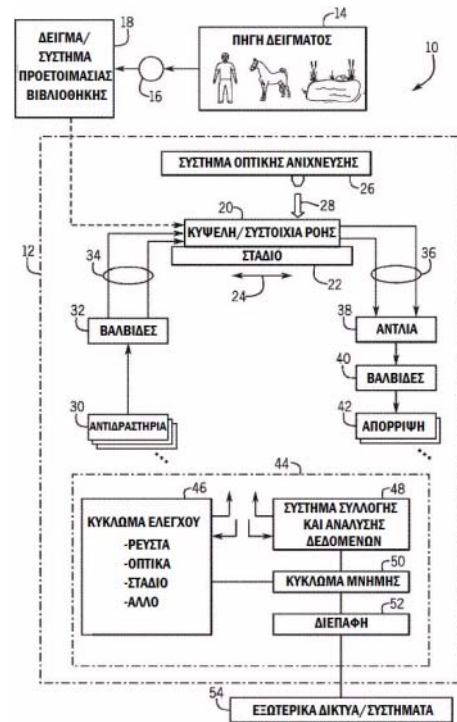 14
18
ΠΗΓΗ ΔΕΙΓΜΑΤΟΣ
10
ΔΕΙΓΜΑ/
ΣΥΣΤΗΜΑ
ΠΡΟΕΤΟΙΜΑΣΙΑΣ
ΒΙΒΛΙΟΘΗΚΗΣ
16
ΣΥΣΤΗΜΑ ΟΠΤΙΚΗΣ ΑΝΙΧΝΕΥΣΗΣ
26
20
28
ΚΥΨΕΛΗ/ΣΥΣΤΟΙΧΙΑ ΡΟΗΣ
12
34
ΣΤΑΔΙΟ
36
24
22
32
ΒΑΛΒΙΔΕΣ
38
ΑΝΤΛΙΑ
40
ΒΑΛΒΙΔΕΣ
30
42
ΑΝΤΙΔΡΑΣΤΗΡΙΑ
ΑΠΟΡΡΙΨΗ
44
46
48
ΚΥΚΛΩΜΑ ΕΛΕΓΧΟΥ
-ΡΕΥΣΤΑ
-ΟΠΤΙΚΑ
-ΣΤΑΔΙΟ
-ΑΛΛΟ
ΣΥΣΤΗΜΑ ΣΥΛΛΟΓΗΣ
ΚΑΙ ΑΝΑΛΥΣΗΣ
ΔΕΔΟΜΕΝΩΝ
50
ΚΥΚΛΩΜΑ ΜΝΗΜΗΣ
52
ΔΙΕΠΑΦΗ
54
ΕΞΩΤΕΡΙΚΑ ΔΙΚΤΥΑ/ΣΥΣΤΗΜΑΤΑ